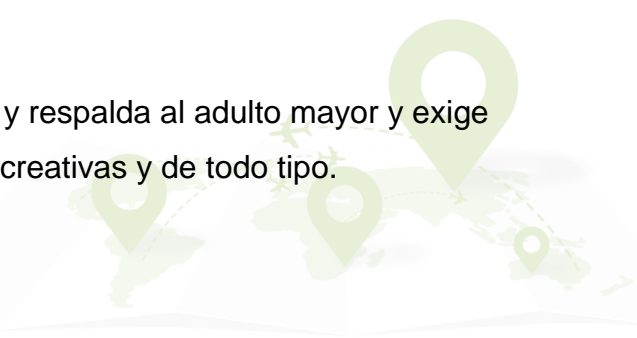 y respalda al adulto mayor y exige
creativas y de todo tipo.